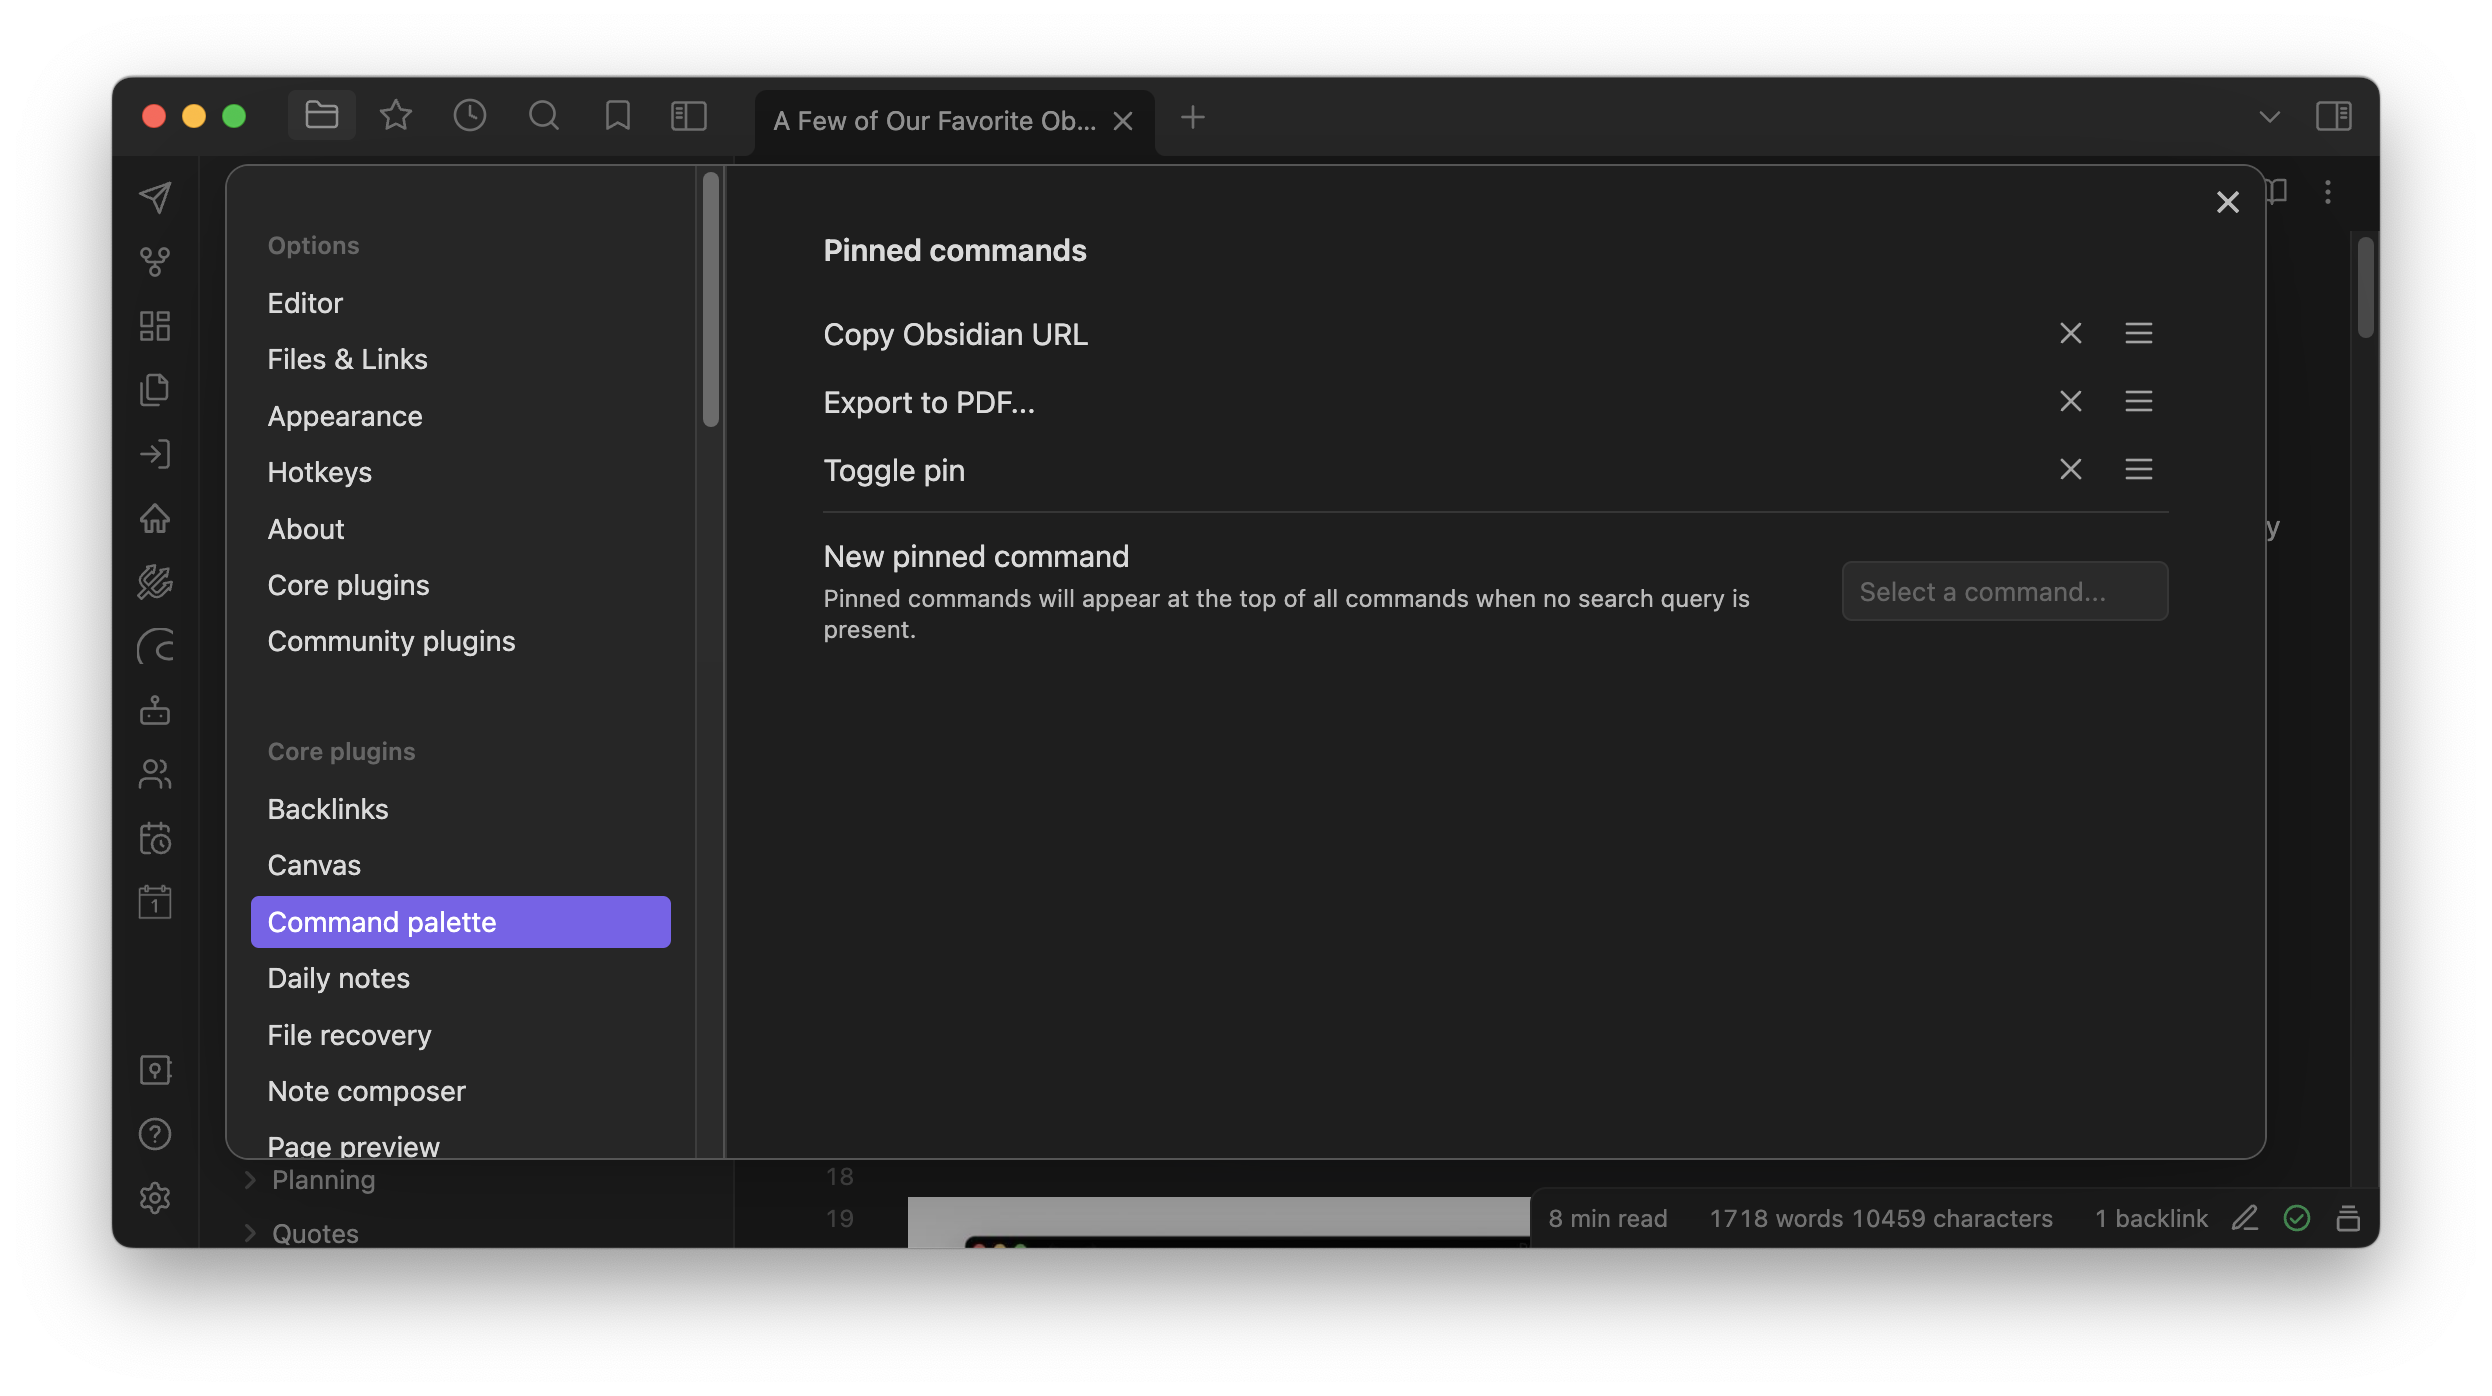 A Few of Our Favorite Ob...
Options
Editor
Files & Links
Appearance
Hotkeys
About
Core plugins
Community plugins
Core plugins
Backlinks
Canvas
Command palette
Daily notes
File recovery
Note composer
Page preview
Pinned commands
Copy Obsidian URL
Export to PDF...
Toggle pin
New pinned command
Pinned commands will appear at the top of all commands when no search query is
present.
Select a command...
y
1
Planning
Quotes
18
19
8 min read
1718 words 10459 characters
1 backlink